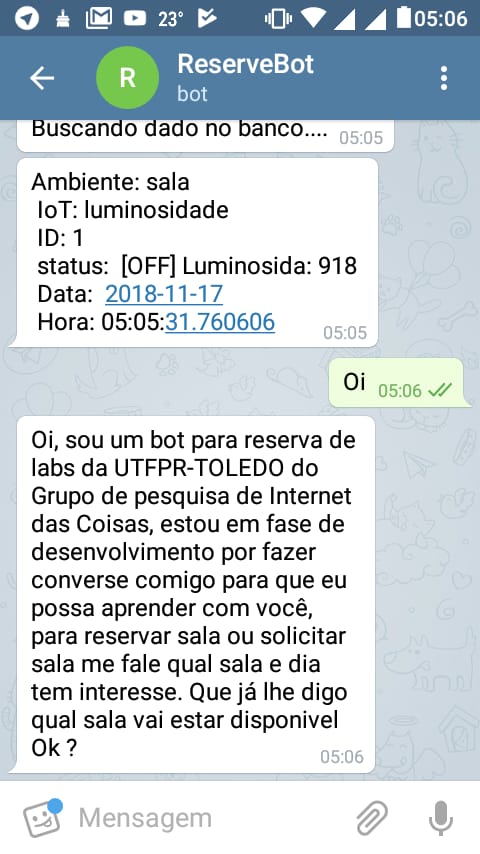 23° 05:06
R ReserveBot
bot
Buscando dado no banco.... 05:05
Ambiente: sala
IoT: luminosidade
ID: 1
status: [OFF] Luminosida: 918
Data: 2018-11-17
Hora: 05:05:31.760606 05:05
Oi 05:06
Oi, sou um bot para reserva de
labs da UTFPR-TOLEDO do
Grupo de pesquisa de Internet
das Coisas, estou em fase de
desenvolvimento por fazer
converse comigo para que eu
possa aprender com você,
para reservar sala ou solicitar
sala me fale qual sala e dia
tem interesse. Que já lhe digo
qual sala vai estar disponivel
Ok ? 05:06
Mensagem